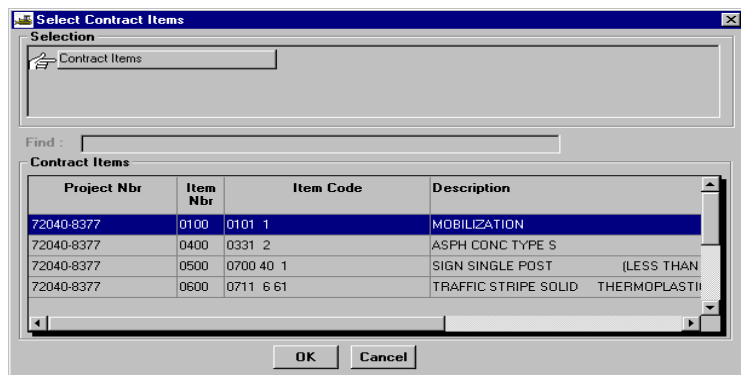 Select Contract Items
Selection
Contract Items
Find :
Contract Items
Project Nbr Item Nbr Item Code Description
72040-8377 0100 0101 1 MOBILIZATION
72040-8377 0400 0331 2 ASPH CONC TYPE S
72040-8377 0500 0700 40 1 SIGN SINGLE POST (LESS THAN
72040-8377 0600 0711 6 61 TRAFFIC STRIPE SOLID THERMOPLASTI
OK Cancel